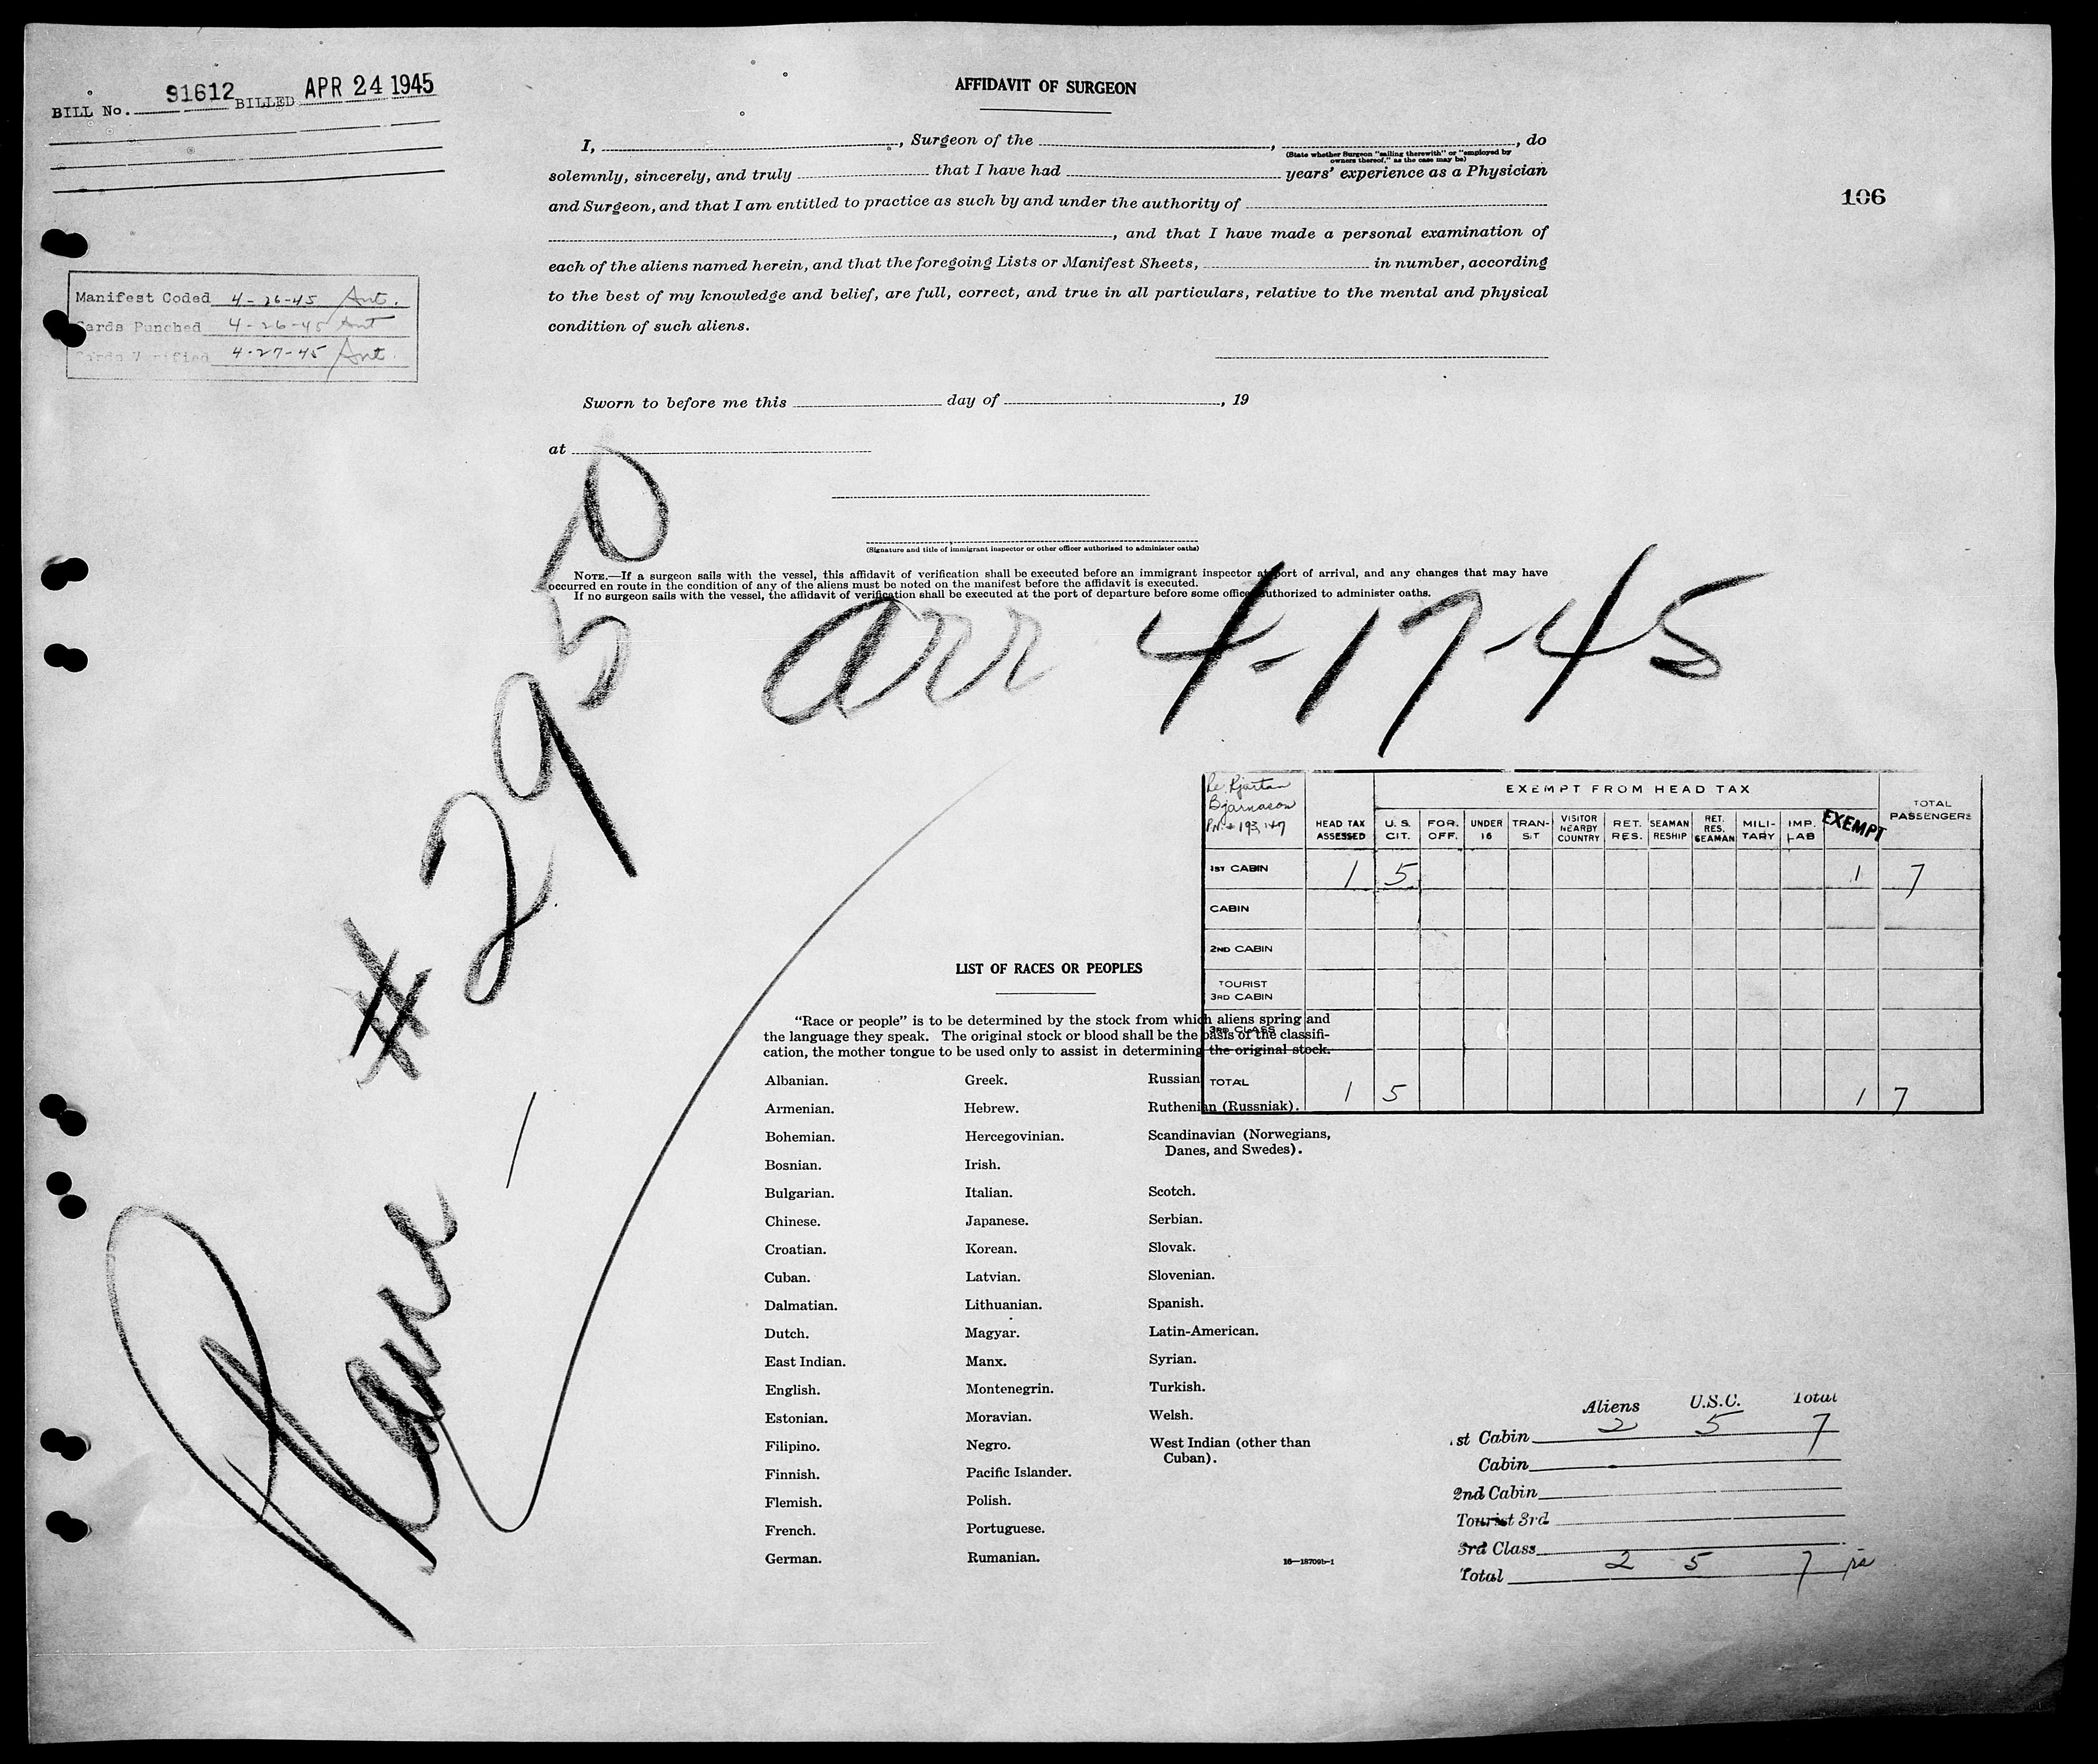 BILL No. 91612 BILLED APR 24 1945
AFFIDAVIT OF SURGEON
I, , Surgeon of the , , do
(State whether Surgeon "sailing therewith" or "employed by
owners thereof," as the case may be)
solemnly, sincerely, and truly that I have had years' experience as a Physician
and Surgeon, and that I am entitled to practice as such by and under the authority of
, and that I have made a personal examination of
each of the aliens named herein, and that the foregoing Lists or Manifest Sheets, in number, according
to the best of my knowledge and belief, are full, correct, and true in all particulars, relative to the mental and physical
condition of such aliens.
106
Manifest Coded 4-26-45 Ant.
Cards Punched 4-26-45 Ant
Cards Verified 4-27-45 Ant.
Sworn to before me this day of , 19
at
(Signature and title of immigrant inspector or other officer authorized to administer oaths)
NOTE.—If a surgeon sails with the vessel, this affidavit of verification shall be executed before an immigrant inspector at port of arrival, and any changes that may have
occurred en route in the condition of any of the aliens must be noted on the manifest before the affidavit is executed.
If no surgeon sails with the vessel, the affidavit of verification shall be executed at the port of departure before some officer authorized to administer oaths.
arr 4-17-45
Plane - # 2950
Re Kjartan
Bjarnason
EXEMPT FROM HEAD TAX
HEAD TAX ASSESSED U.S. CIT. FOR. OFF. UNDER 16 TRAN-S.T VISITOR NEARBY COUNTRY RET. RES. SEAMAN RESHIP RET. RES. SEAMAN MILI-TARY IMP. LAB EXEMPT TOTAL PASSENGERS
1ST CABIN 1 5 1 7
CABIN
2ND CABIN
TOURIST
3RD CABIN
3RD CLASS
TOTAL 1 5 1 7
LIST OF RACES OR PEOPLES
"Race or people" is to be determined by the stock from which aliens spring and
the language they speak. The original stock or blood shall be the basis of the classifi-
cation, the mother tongue to be used only to assist in determining the original stock.
Albanian.
Armenian.
Bohemian.
Bosnian.
Bulgarian.
Chinese.
Croatian.
Cuban.
Dalmatian.
Dutch.
East Indian.
English.
Estonian.
Filipino.
Finnish.
Flemish.
French.
German.
Greek.
Hebrew.
Hercegovinian.
Irish.
Italian.
Japanese.
Korean.
Latvian.
Lithuanian.
Magyar.
Manx.
Montenegrin.
Moravian.
Negro.
Pacific Islander.
Polish.
Portuguese.
Rumanian.
Russian
Ruthenian (Russniak).
Scandinavian (Norwegians,
Danes, and Swedes).
Scotch.
Serbian.
Slovak.
Slovenian.
Spanish.
Latin-American.
Syrian.
Turkish.
Welsh.
West Indian (other than
Cuban).
16—18709b-1
Aliens U.S.C. Total
1st Cabin 2 5 7
Cabin
2nd Cabin
Tourist 3rd
3rd Class
Total 2 5 7